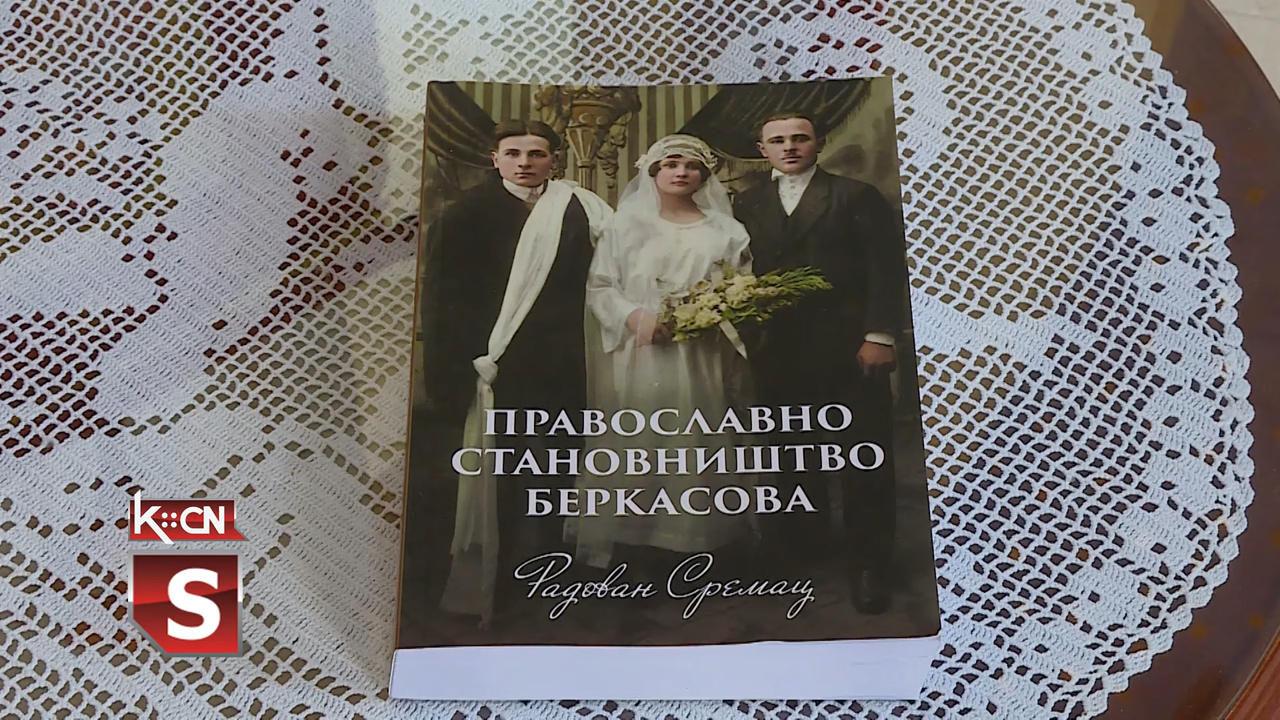 ПРАВОСЛАВНО
СТАНОВНИШТВО
БЕРКАСОВА
Радован Сремац
K::CN
S